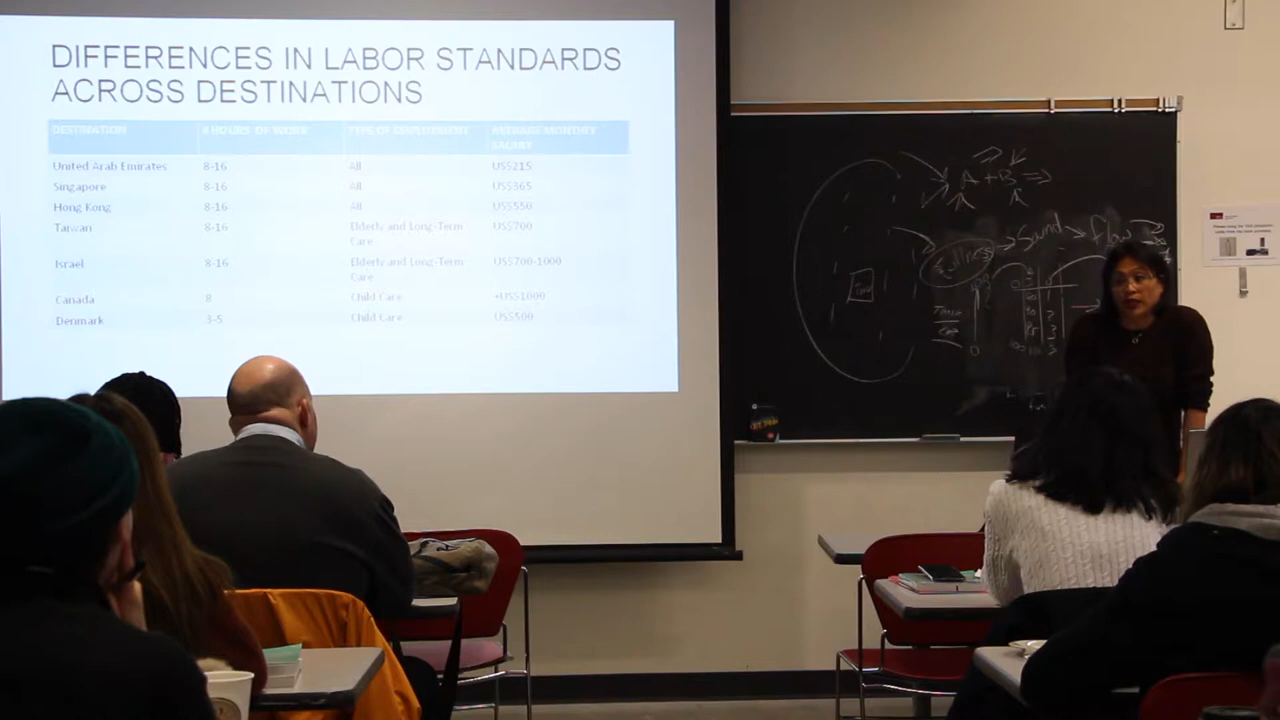 DIFFERENCES IN LABOR STANDARDS
ACROSS DESTINATIONS
DESTINATION # HOURS OF WORK TYPE OF EMPLOYMENT AVERAGE MONTHLY
SALARY
United Arab Emirates 8-16 All US$215
Singapore 8-16 All US$365
Hong Kong 8-16 All US$550
Taiwan 8-16 Elderly and Long-Term US$700
Care
Israel 8-16 Elderly and Long-Term US$700-1000
Care
Canada 8 Child Care +US$1000
Denmark 3-5 Child Care US$500
A + B ⇒
fullness → Sound → flow
Time
0